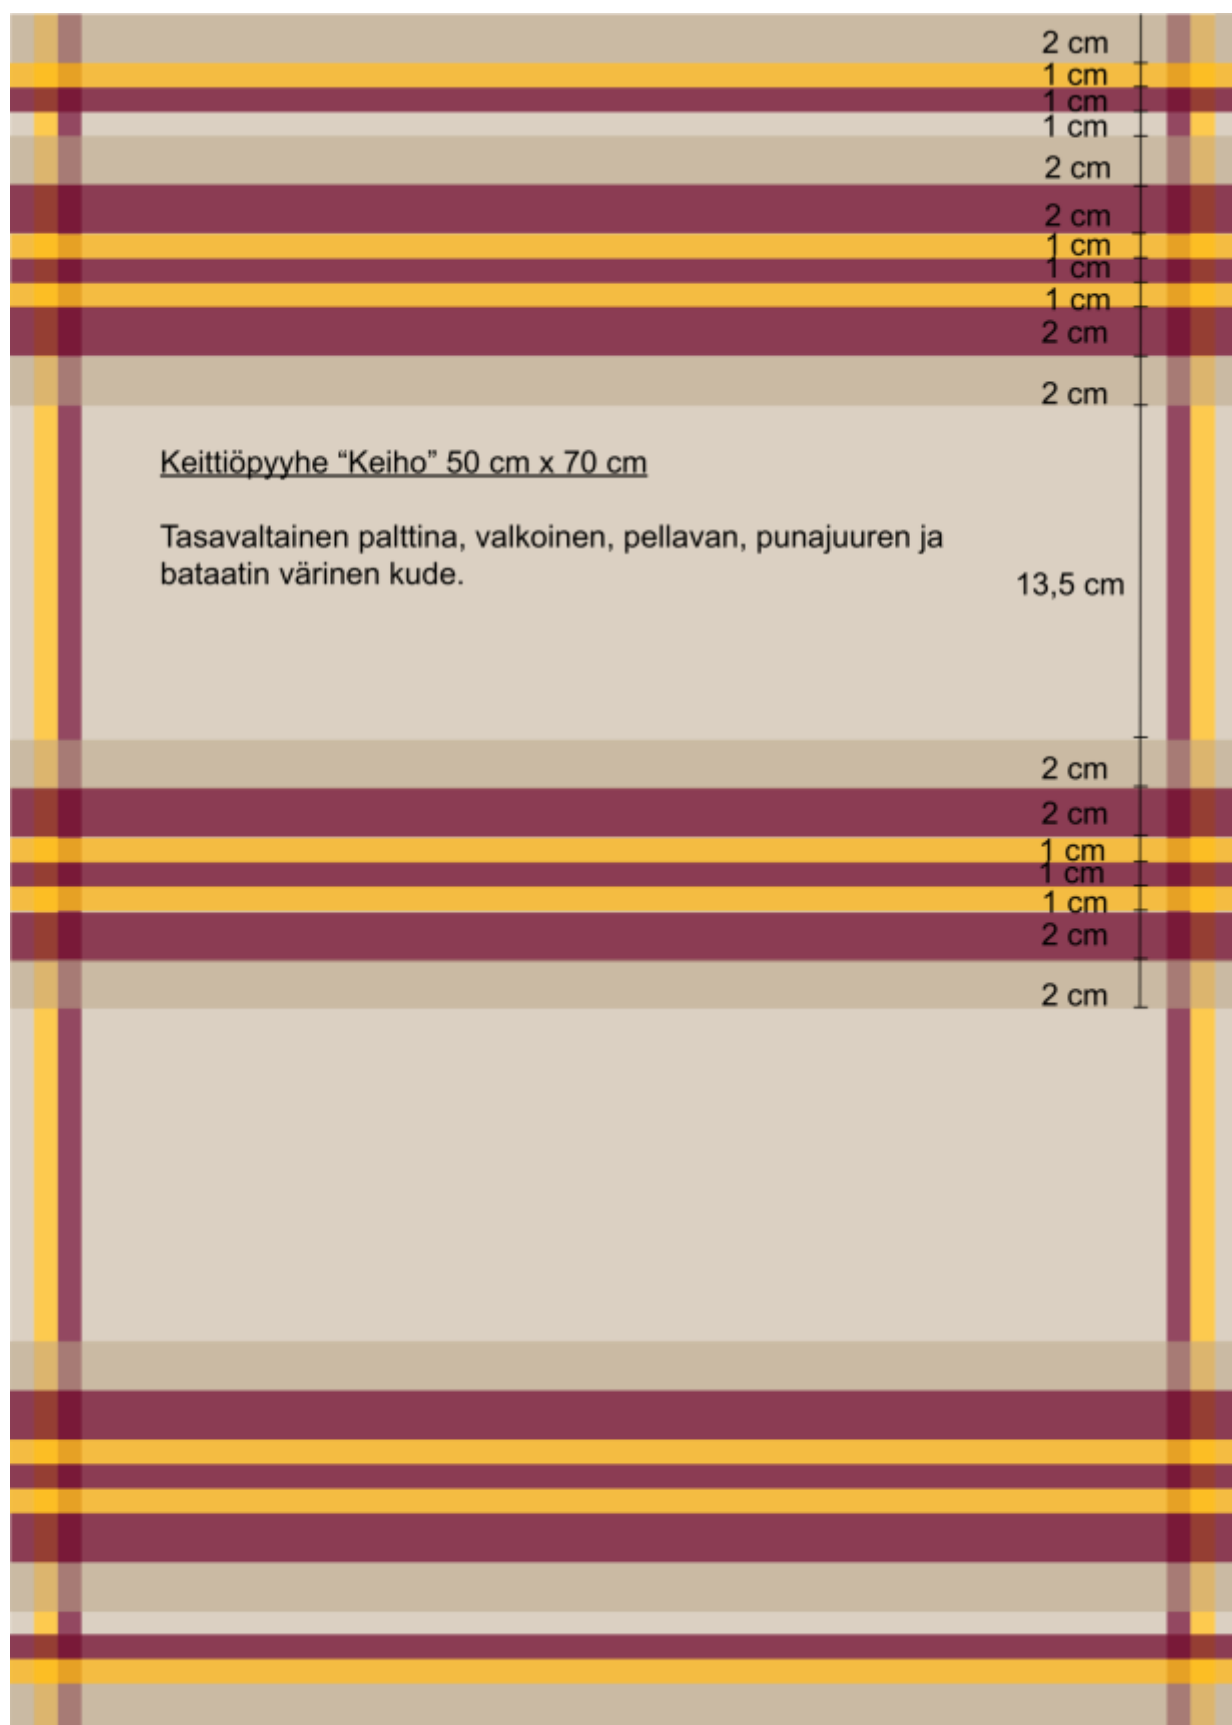 2 cm
1 cm
1 cm
1 cm
2 cm
2 cm
1 cm
1 cm
1 cm
2 cm
2 cm
Keittiöpyyhe “Keiho” 50 cm x 70 cm
Tasavaltainen palttina, valkoinen, pellavan, punajuuren ja
bataatin värinen kude.
13,5 cm
2 cm
2 cm
1 cm
1 cm
1 cm
2 cm
2 cm